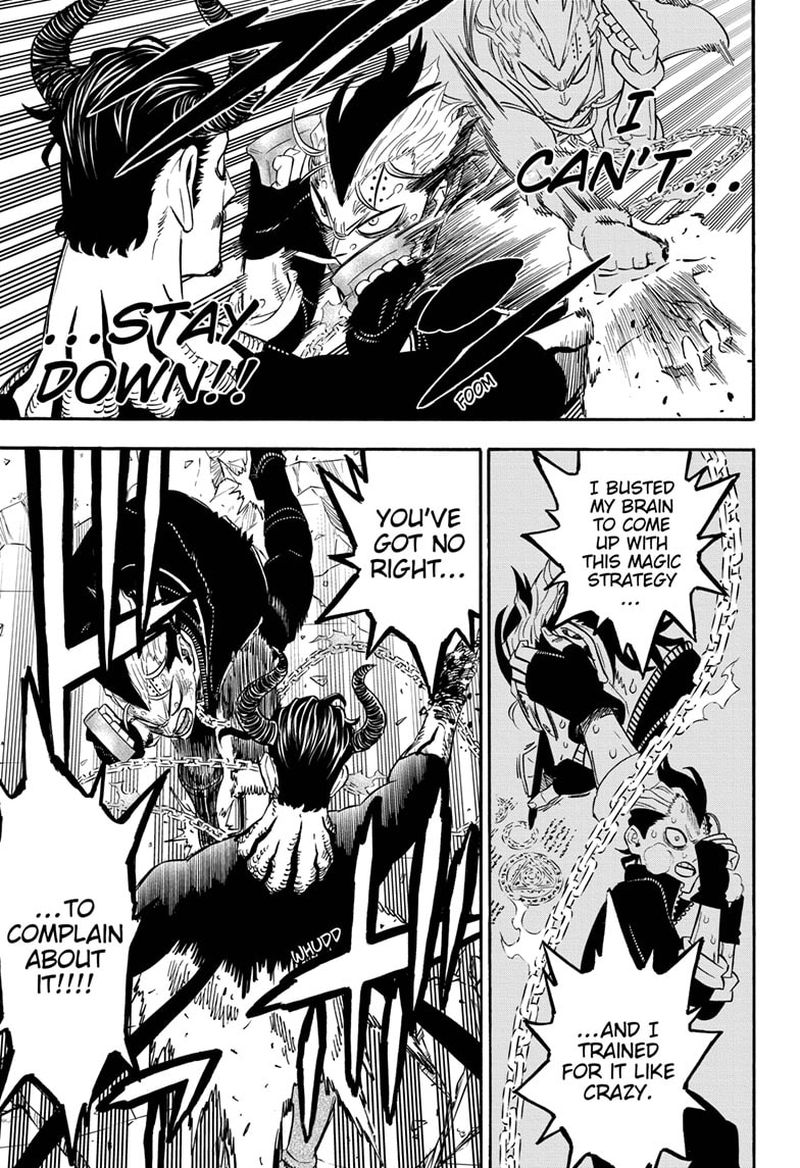 I
CAN'T...
...STAY
DOWN!!
FOOM
I BUSTED
MY BRAIN
TO COME
UP WITH
THIS MAGIC
STRATEGY
...
...AND I
TRAINED
FOR IT LIKE
CRAZY.
YOU'VE
GOT NO
RIGHT...
WHUDD
...TO
COMPLAIN
ABOUT
IT!!!!